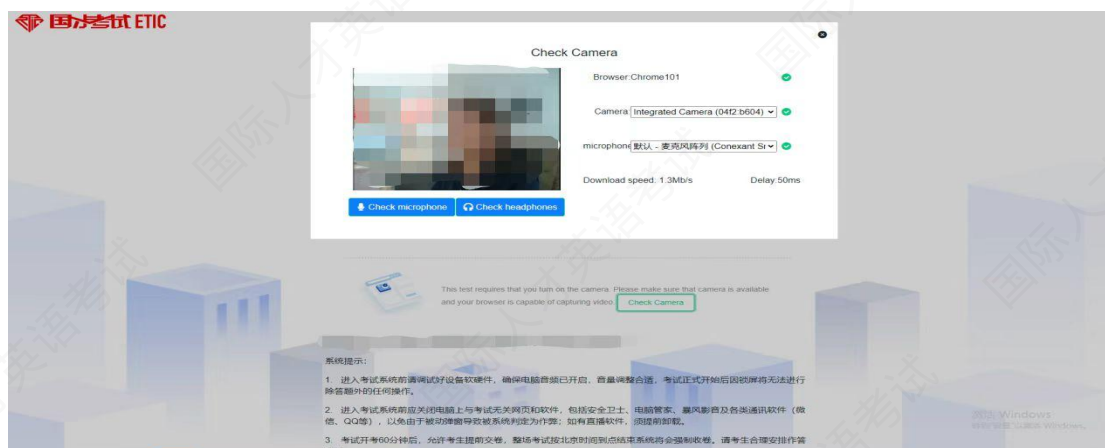 国才考试 ETIC
Check Camera
Browser:Chrome101
Camera: Integrated Camera (04f2:b604)
microphone 默认 - 麦克风阵列 (Conexant Sr
Download speed: 1.3Mb/s Delay:50ms
Check microphone Check headphones
This test requires that you turn on the camera. Please make sure that camera is available
and your browser is capable of capturing video. Check Camera
系统提示:
1. 进入考试系统前请调试好设备软硬件，确保电脑音频已开启、音量调整合适，考试正式开始后因锁屏将无法进行
除答题外的任何操作。
2. 进入考试系统前应关闭电脑上与考试无关网页和软件，包括安全卫士、电脑管家、暴风影音及各类通讯软件（微
信、QQ等），以免由于被动弹窗导致被系统判定为作弊；如有直播软件，须提前卸载。
3. 考试开考60分钟后，允许考生提前交卷，整场考试按北京时间到点结束系统将会强制收卷。请考生合理安排作答
激活 Windows
国际人才英语考试